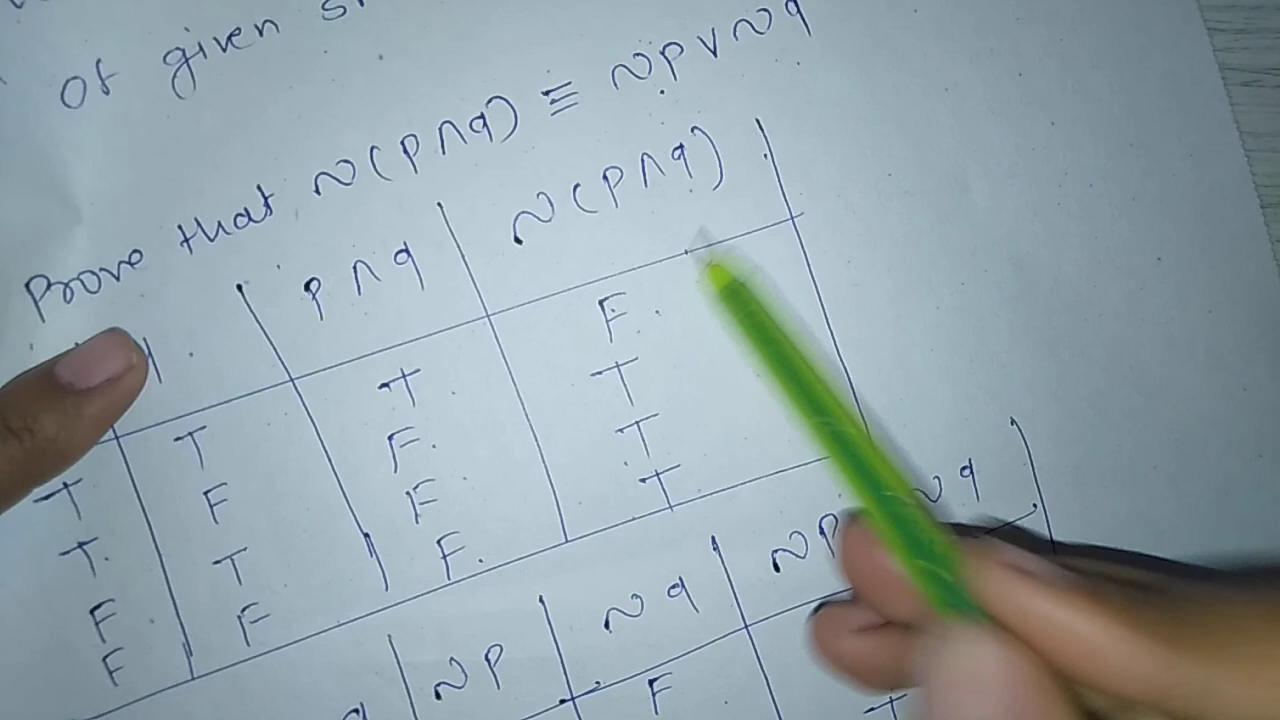 of given
Prove that ~(p∧q) ≡ ~p∨~q
p∧q ~(p∧q)
T T T F.
T. F F. T
F T F T
F F F. T
~p ~q ~p ~q
F